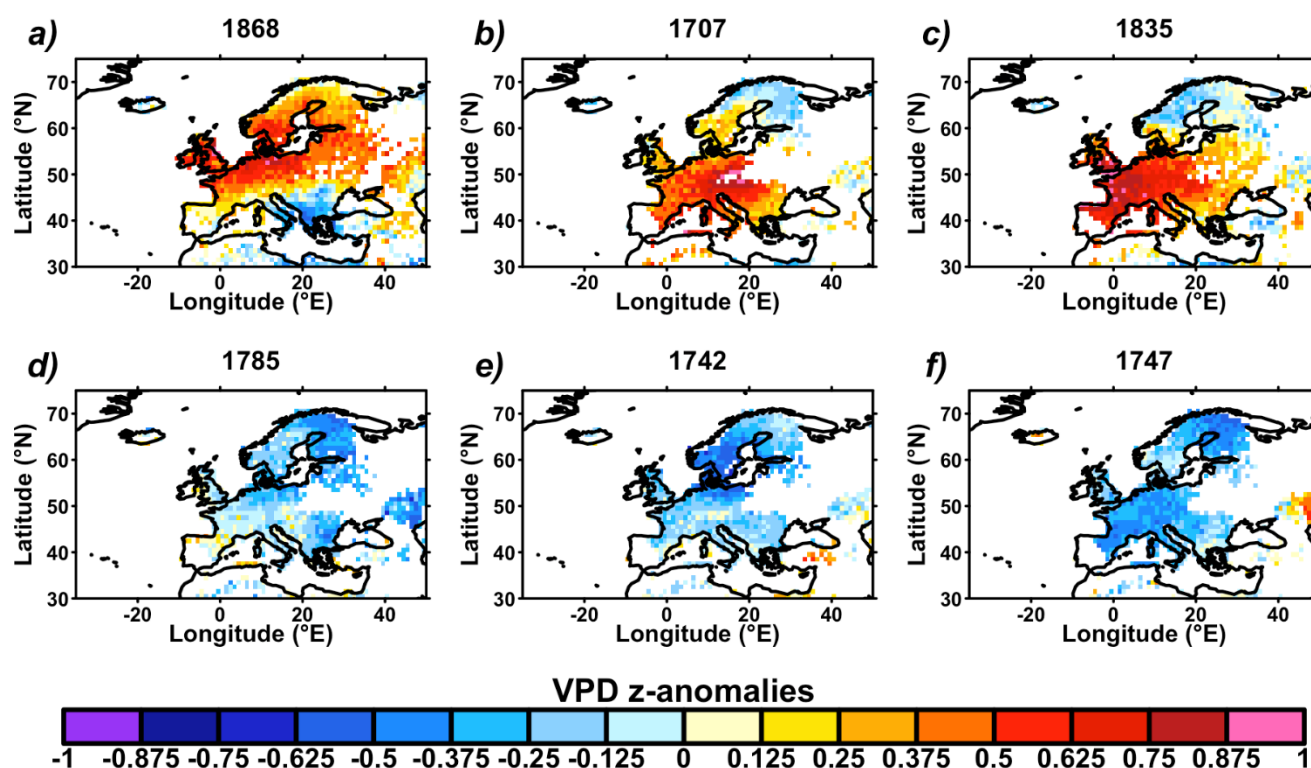 a) 1868
b) 1707
c) 1835
Latitude (°N)
70
60
50
40
30
-20 0 20 40
Longitude (°E)
Latitude (°N)
70
60
50
40
30
-20 0 20 40
Longitude (°E)
Latitude (°N)
70
60
50
40
30
-20 0 20 40
Longitude (°E)
d) 1785
e) 1742
f) 1747
Latitude (°N)
70
60
50
40
30
-20 0 20 40
Longitude (°E)
Latitude (°N)
70
60
50
40
30
-20 0 20 40
Longitude (°E)
Latitude (°N)
70
60
50
40
30
-20 0 20 40
Longitude (°E)
VPD z-anomalies
-1 -0.875 -0.75 -0.625 -0.5 -0.375 -0.25 -0.125 0 0.125 0.25 0.375 0.5 0.625 0.75 0.875 1